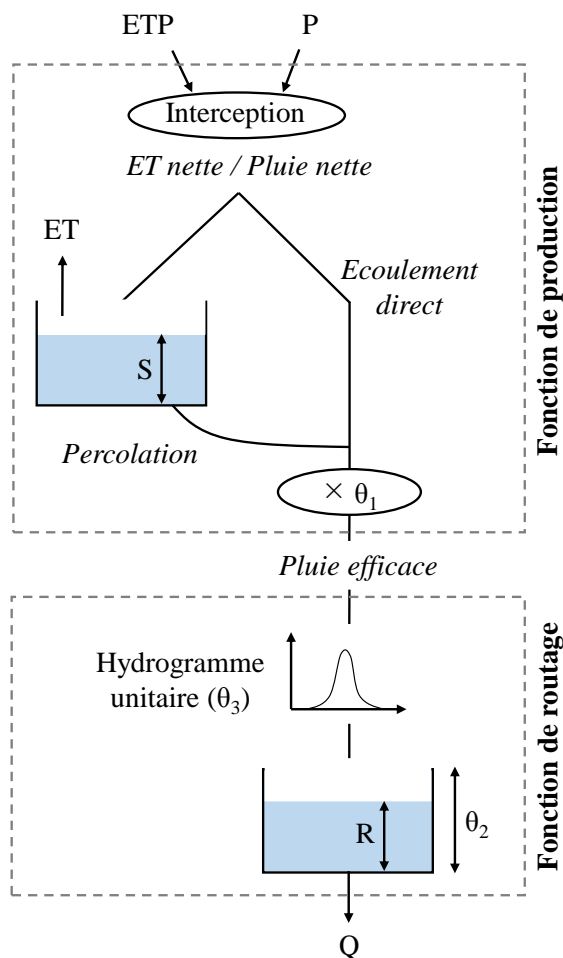 ETP
P
Interception
ET nette / Pluie nette
ET
Ecoulement
direct
S
Percolation
× θ1
Fonction de production
Pluie efficace
Hydrogramme
unitaire (θ3)
R
θ2
Q
Fonction de routage